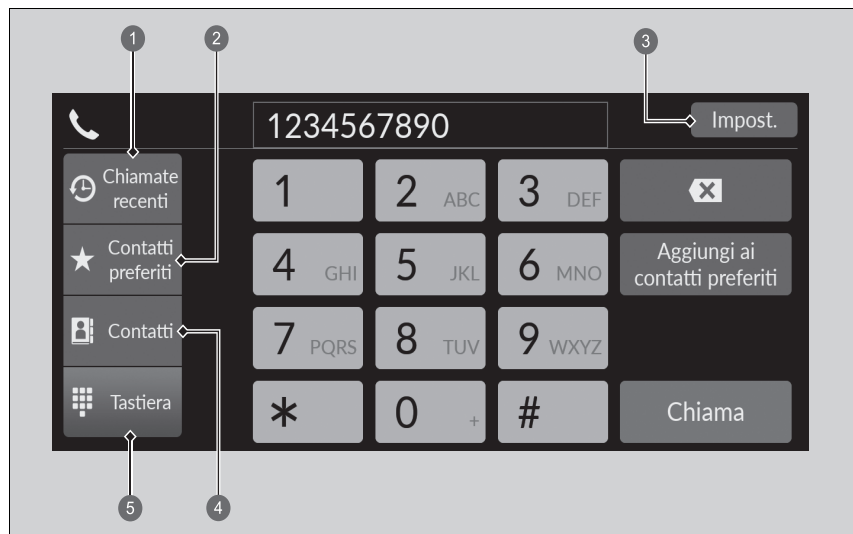 1
2
3
1234567890
Impost.
Chiamate
recenti
Contatti
preferiti
Contatti
Tastiera
1
2 ABC
3 DEF
4 GHI
5 JKL
6 MNO
Aggiungi ai
contatti preferiti
7 PQRS
8 TUV
9 WXYZ
*
0 +
#
Chiama
5
4